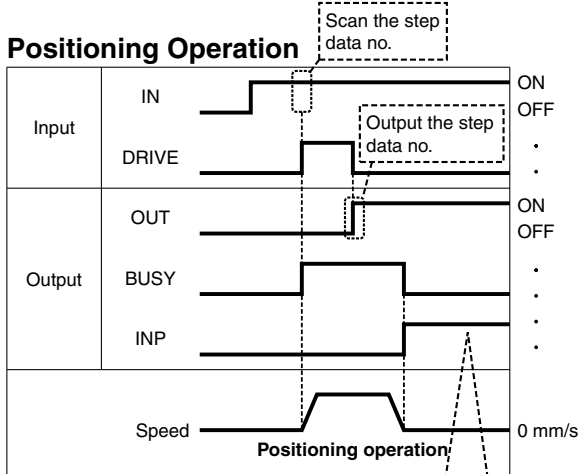 Scan the step
data no.
Positioning Operation
Input
IN
ON
OFF
DRIVE
Output the step
data no.
Output
OUT
ON
OFF
BUSY
INP
Speed
0 mm/s
Positioning operation